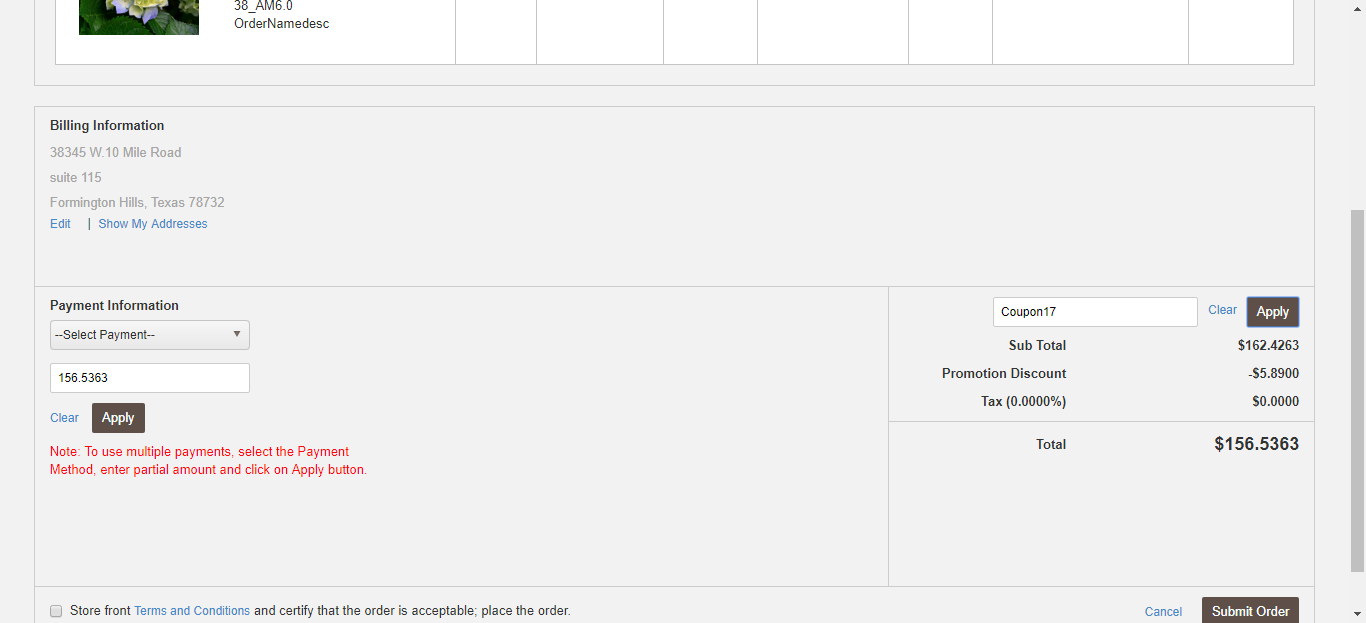 38_AM6.0
OrderNamedesc
Billing Information
38345 W.10 Mile Road
suite 115
Formington Hills, Texas 78732
Edit | Show My Addresses
Payment Information
--Select Payment--
156.5363
Clear Apply
Note: To use multiple payments, select the Payment
Method, enter partial amount and click on Apply button.
Coupon17 Clear Apply
Sub Total $162.4263
Promotion Discount -$5.8900
Tax (0.0000%) $0.0000
Total $156.5363
Store front Terms and Conditions and certify that the order is acceptable; place the order.
Cancel Submit Order